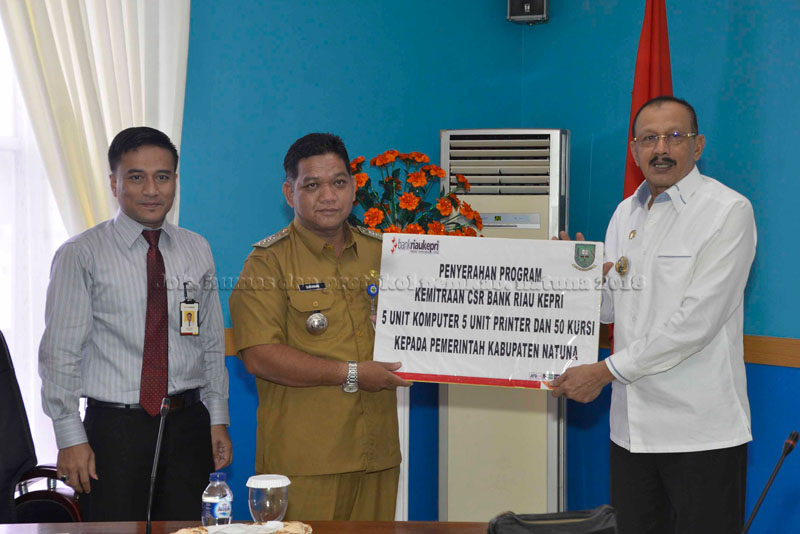 bankriaukepri
PENYERAHAN PROGRAM
KEMITRAAN CSR BANK RIAU KEPRI
5 UNIT KOMPUTER 5 UNIT PRINTER DAN 50 KURSI
KEPADA PEMERINTAH KABUPATEN NATUNA